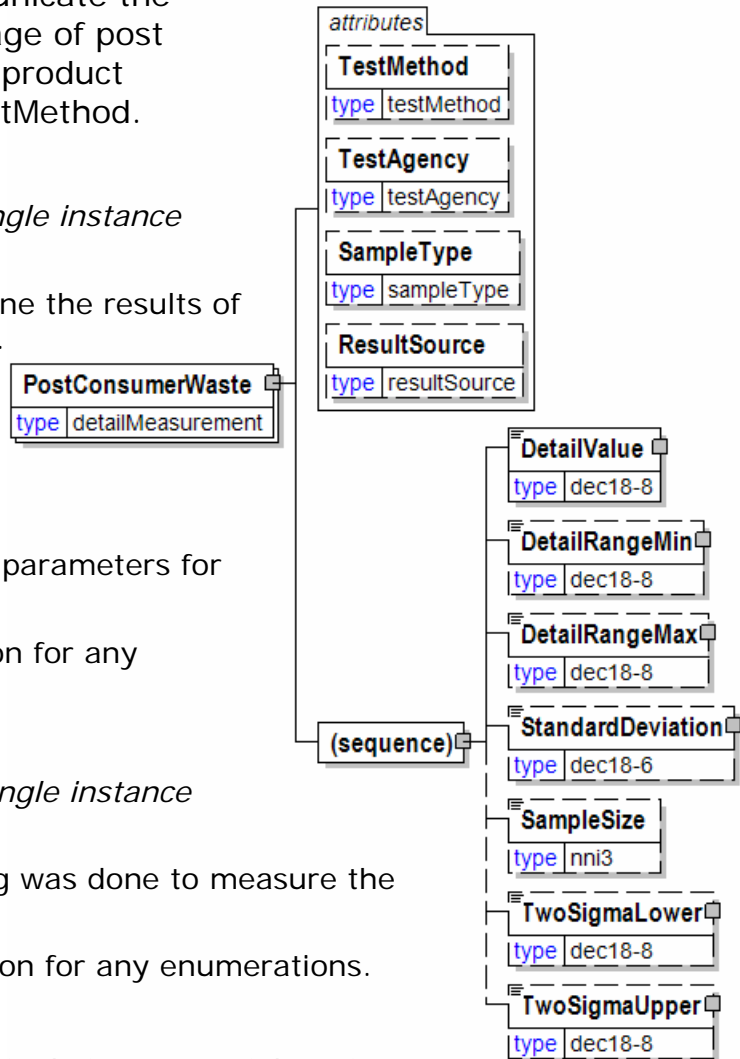 nicate the
ge of post
product
tMethod.
ngle instance
ne the results of
.
parameters for
on for any
ngle instance
g was done to measure the
on for any enumerations.
attributes
TestMethod
type testMethod
TestAgency
type testAgency
SampleType
type sampleType
ResultSource
type resultSource
PostConsumerWaste
type detailMeasurement
(sequence)
DetailValue
type dec18-8
DetailRangeMin
type dec18-8
DetailRangeMax
type dec18-8
StandardDeviation
type dec18-6
SampleSize
type nni3
TwoSigmaLower
type dec18-8
TwoSigmaUpper
type dec18-8